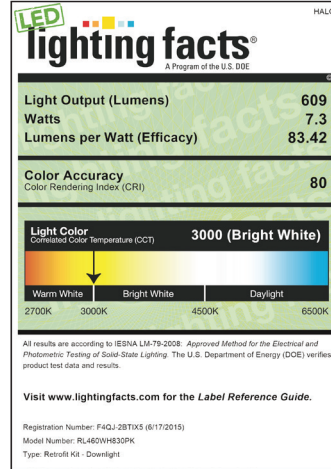 LED
HALO
lighting facts®
A Program of the U.S. DOE
Light Output (Lumens) 609
Watts 7.3
Lumens per Watt (Efficacy) 83.42
Color Accuracy
Color Rendering Index (CRI) 80
Light Color
Correlated Color Temperature (CCT) 3000 (Bright White)
Warm White Bright White Daylight
2700K 3000K 4500K 6500K
All results are according to IESNA LM-79-2008: Approved Method for the Electrical and
Photometric Testing of Solid-State Lighting. The U.S. Department of Energy (DOE) verifies
product test data and results.
Visit www.lightingfacts.com for the Label Reference Guide.
Registration Number: F4QJ-2BTIX5 (6/17/2015)
Model Number: RL460WH830PK
Type: Retrofit Kit - Downlight